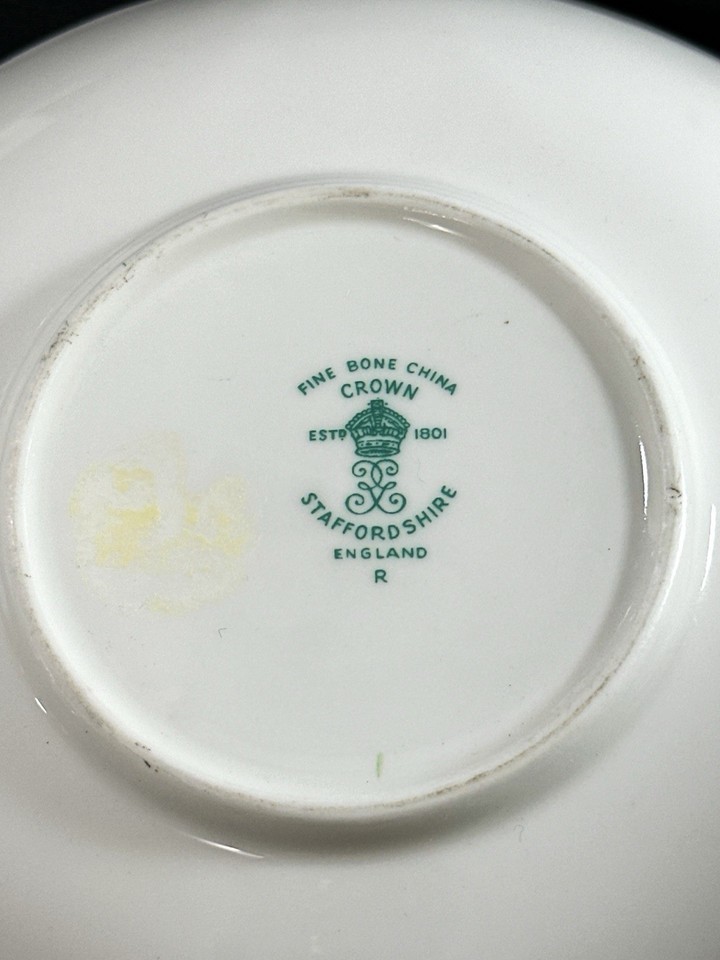 FINE BONE CHINA
CROWN
ESTD 1801
STAFFORDSHIRE
ENGLAND
R